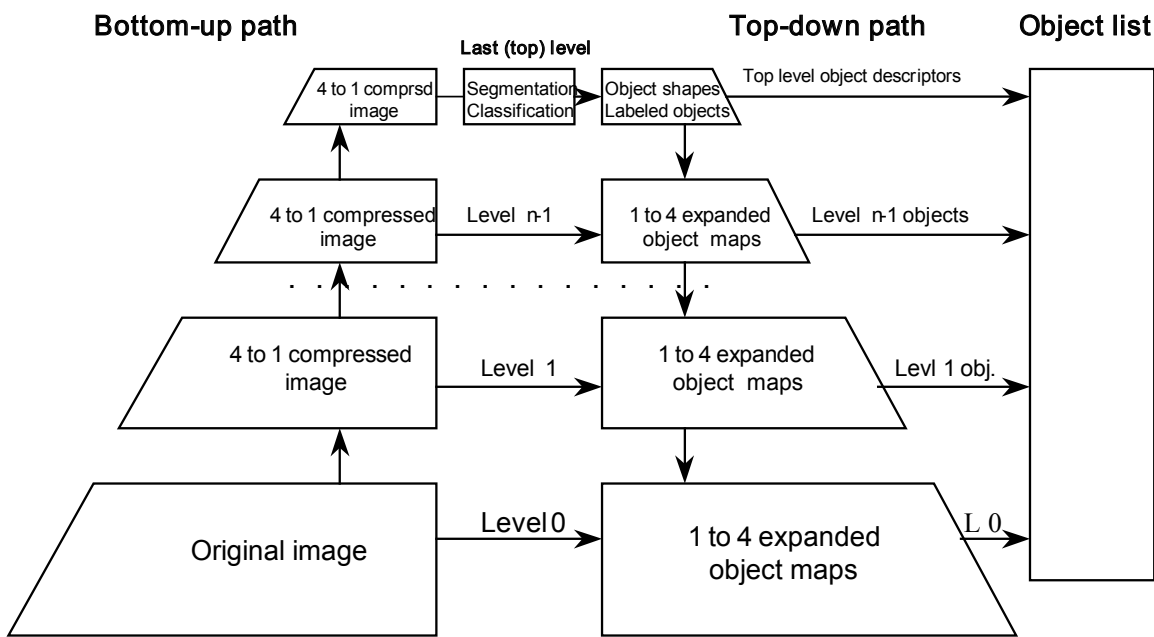 Bottom-up path
Top-down path
Object list
Last (top) level
4 to 1 comprsd
image
Segmentation
Classification
Object shapes
Labeled objects
Top level object descriptors
4 to 1 compressed
image
Level n-1
1 to 4 expanded
object maps
Level n-1 objects
4 to 1 compressed
image
Level 1
1 to 4 expanded
object maps
Levl 1 obj.
Original image
Level 0
1 to 4 expanded
object maps
L 0